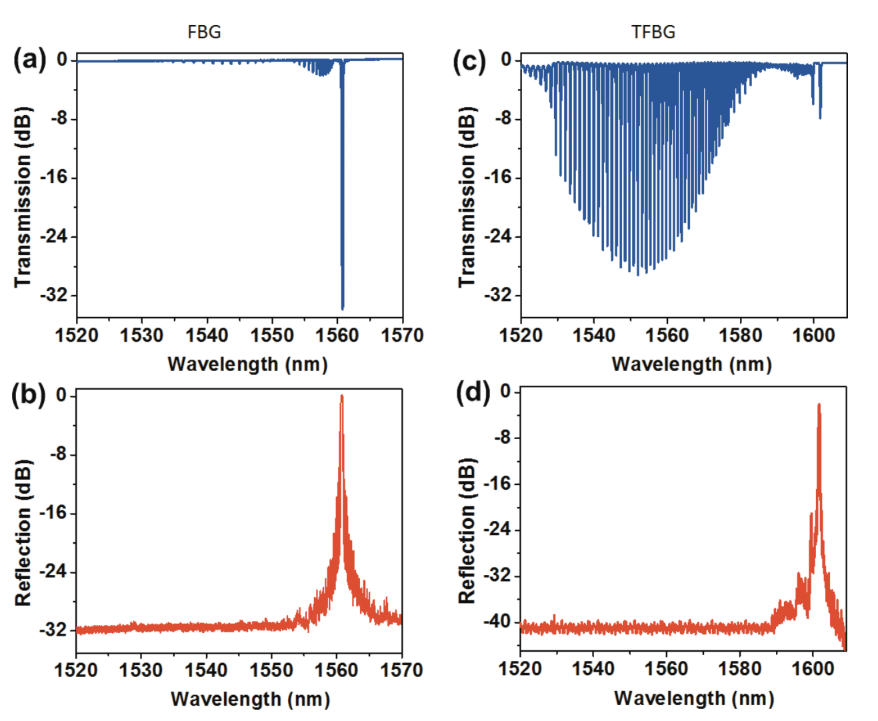 FBG
TFBG
(a)
0
-8
-16
-24
-32
Transmission (dB)
1520 1530 1540 1550 1560 1570
Wavelength (nm)
(c)
0
-8
-16
-24
-32
Transmission (dB)
1520 1540 1560 1580 1600
Wavelength (nm)
(b)
0
-8
-16
-24
-32
Reflection (dB)
1520 1530 1540 1550 1560 1570
Wavelength (nm)
(d)
0
-8
-16
-24
-32
-40
Reflection (dB)
1520 1540 1560 1580 1600
Wavelength (nm)